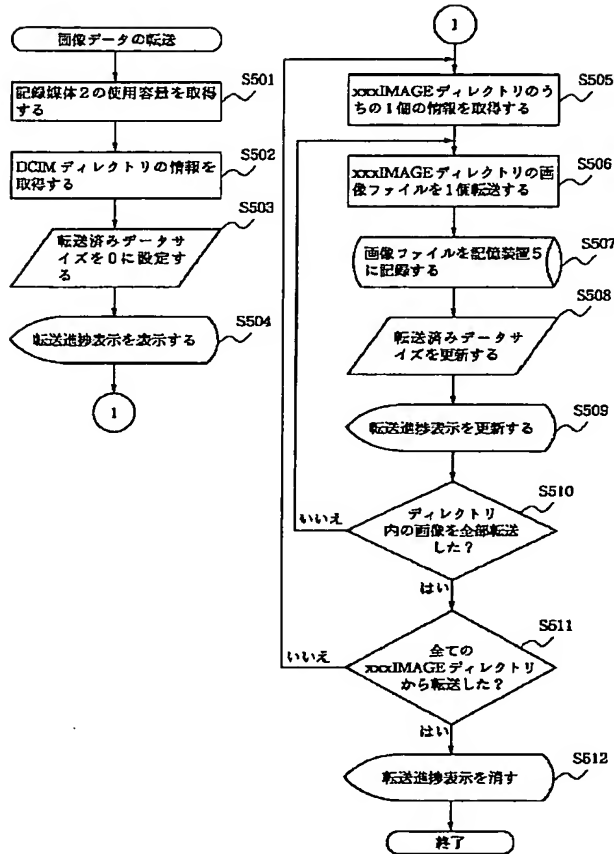 画像データの転送
S501
記録媒体2の使用容量を取得
する
S502
DCIMディレクトリの情報を
取得する
S503
転送済みデータサ
イズを0に設定す
る
S504
転送進捗表示を表示する
1
1
S505
xxxIMAGEディレクトリのう
ちの1個の情報を取得する
S506
xxxIMAGEディレクトリの画
像ファイルを1個転送する
S507
画像ファイルを記憶装置5
に記録する
S508
転送済みデータサ
イズを更新する
S509
転送進捗表示を更新する
S510
ディレクトリ
内の画像を全部転送
した?
いいえ
はい
S511
全ての
xxxIMAGEディレクトリ
から転送した?
いいえ
はい
S512
転送進捗表示を消す
終了